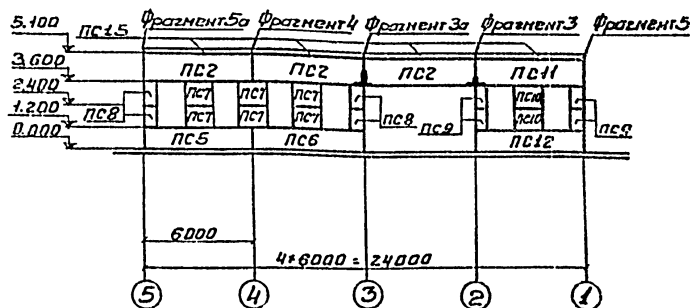 5.100 ПС15 Фрагмент5а Фрагмент4 Фрагмент3а Фрагмент3 Фрагмент5
3.600 ПС2 ПС2 ПС2 ПС11
2.400 ПС7 ПС7 ПС7 ПС10
1.200 ПС8 ПС7 ПС7 ПС7 ПС8 ПС9 ПС10 ПС9
0.000 ПС5 ПС6 ПС12
6000
4*6000=24000
5 4 3 2 1